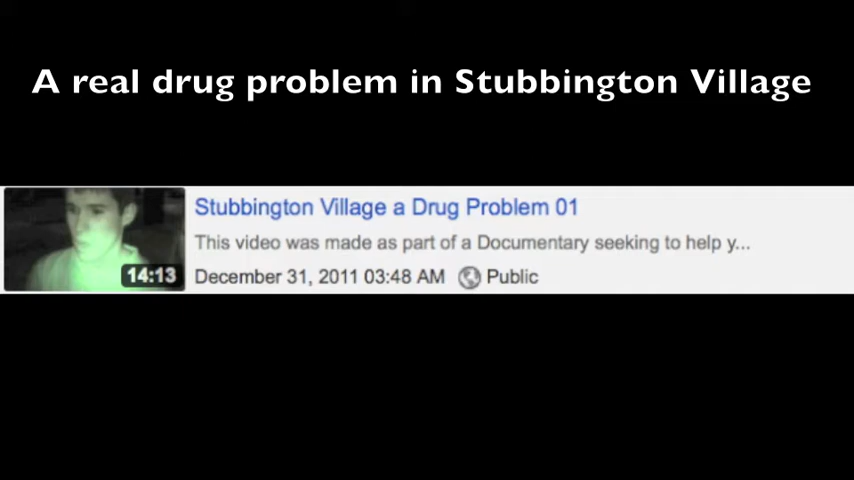 A real drug problem in Stubbington Village
Stubbington Village a Drug Problem 01
This video was made as part of a Documentary seeking to help y...
14:13
December 31, 2011 03:48 AM Public